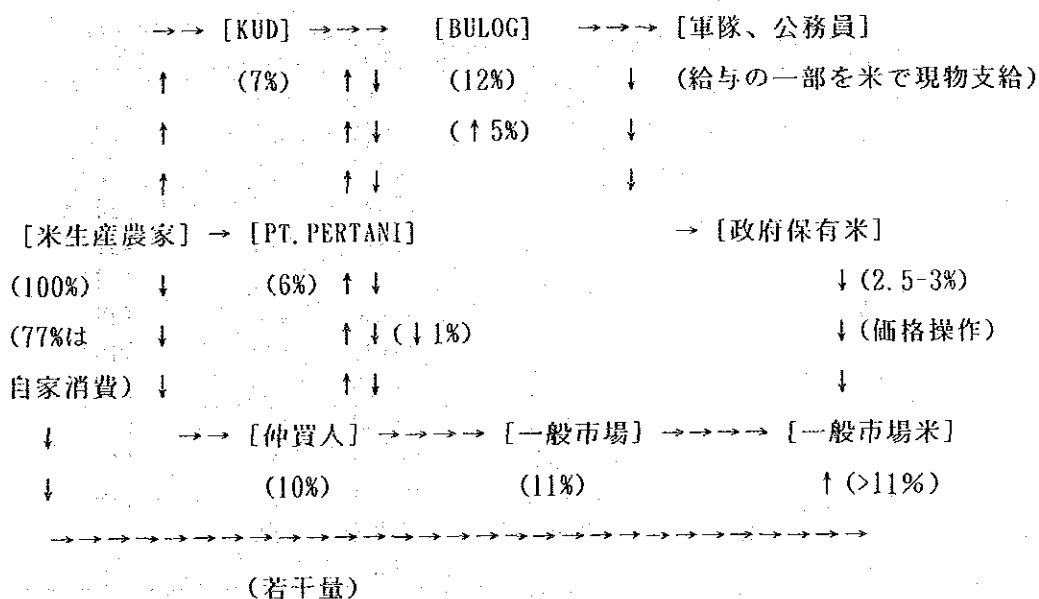 →→ [KUD] →→→ [BULOG] →→→ [軍隊、公務員]
↑ (7%) ↑ ↓ (12%) ↓ (給与の一部を米で現物支給)
↑ ↑ ↓ (↑5%) ↓
↑ ↑ ↓ ↓
[米生産農家] → [PT. PERTANI] → [政府保有米]
(100%) ↓ (6%) ↑ ↓ ↓ (2.5-3%)
(77%は ↓ ↑ ↓ (↓1%) ↓ (価格操作)
自家消費) ↓ ↑ ↓ ↓
↓ →→ [仲買人] →→→→ [一般市場] →→→→ [一般市場米]
↓ (10%) (11%) ↑ (>11%)
→→→→→→→→→→→→→→→→→→→→→→→→→→→→→
(若干量)